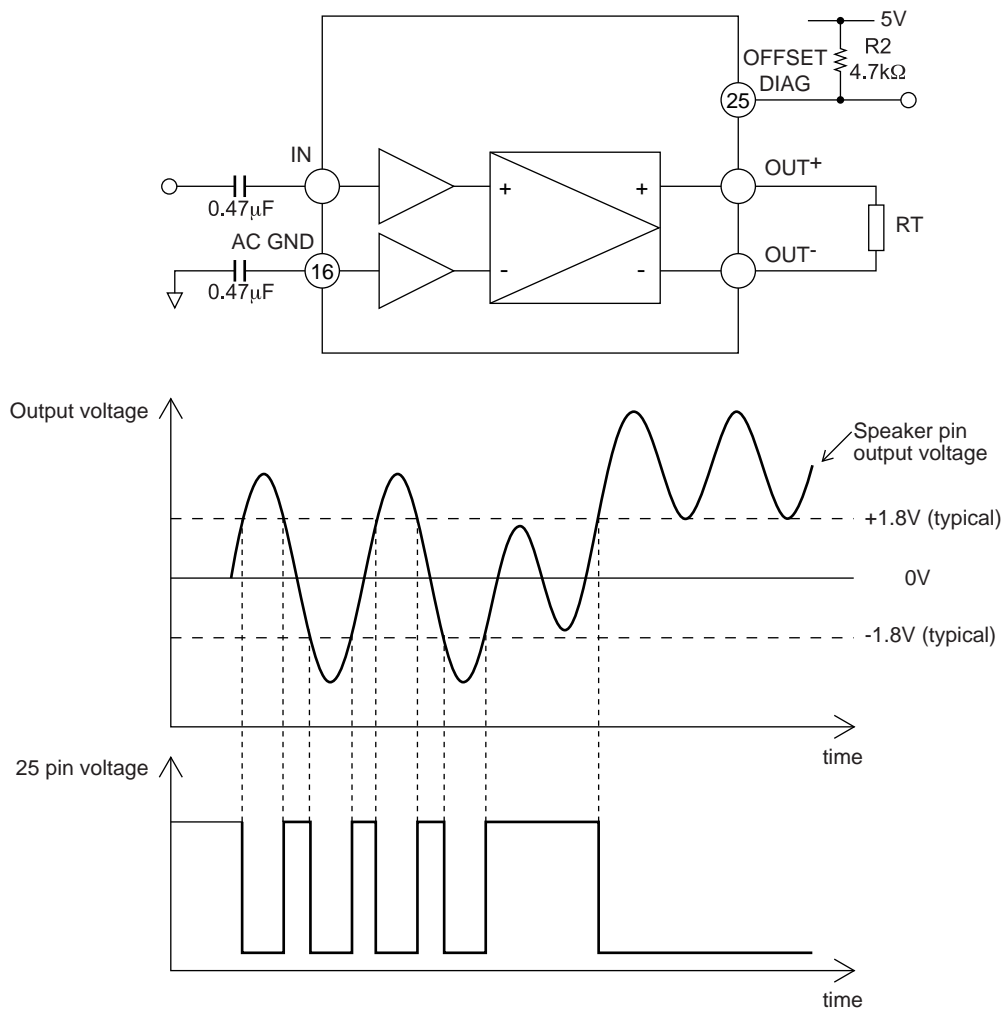 5V
R2
4.7kΩ
OFFSET
DIAG
25
IN
OUT+
0.47μF
+ +
RT
AC GND
OUT-
16
- -
0.47μF
Output voltage
Speaker pin
output voltage
+1.8V (typical)
0V
-1.8V (typical)
time
25 pin voltage
time